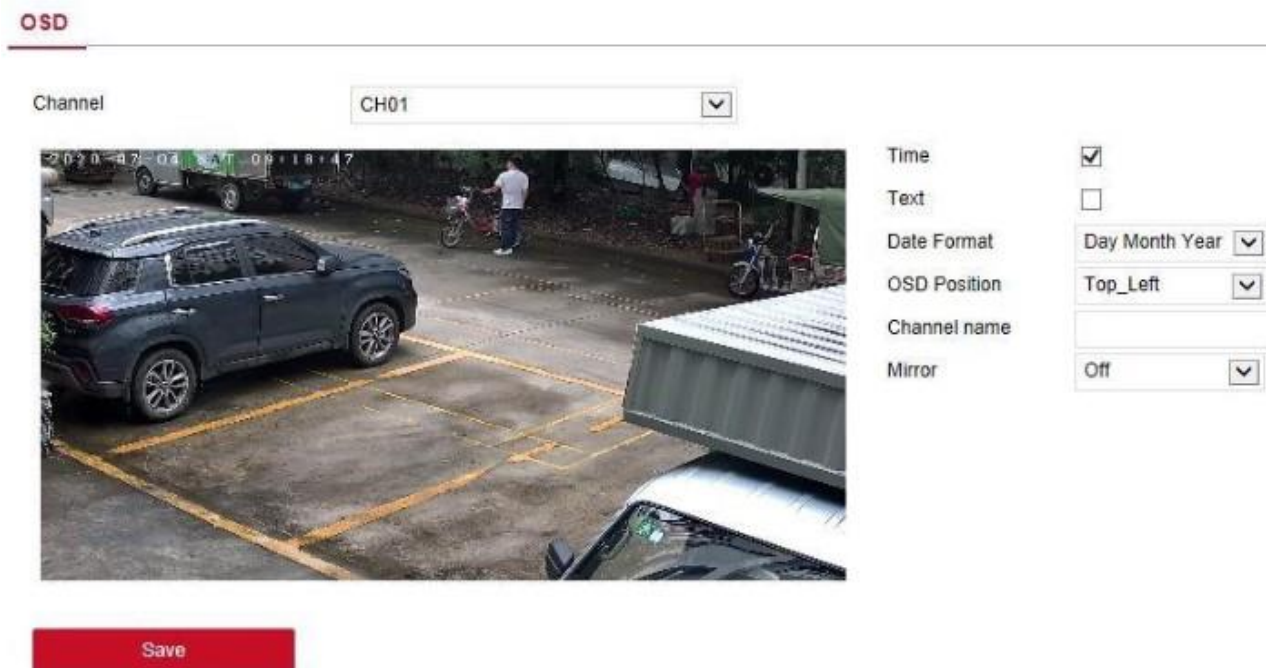 OSD
Channel
CH01
2020-07-04 SAT 09:18:47
Time
Text
Date Format
Day Month Year
OSD Position
Top_Left
Channel name
Mirror
Off
Save